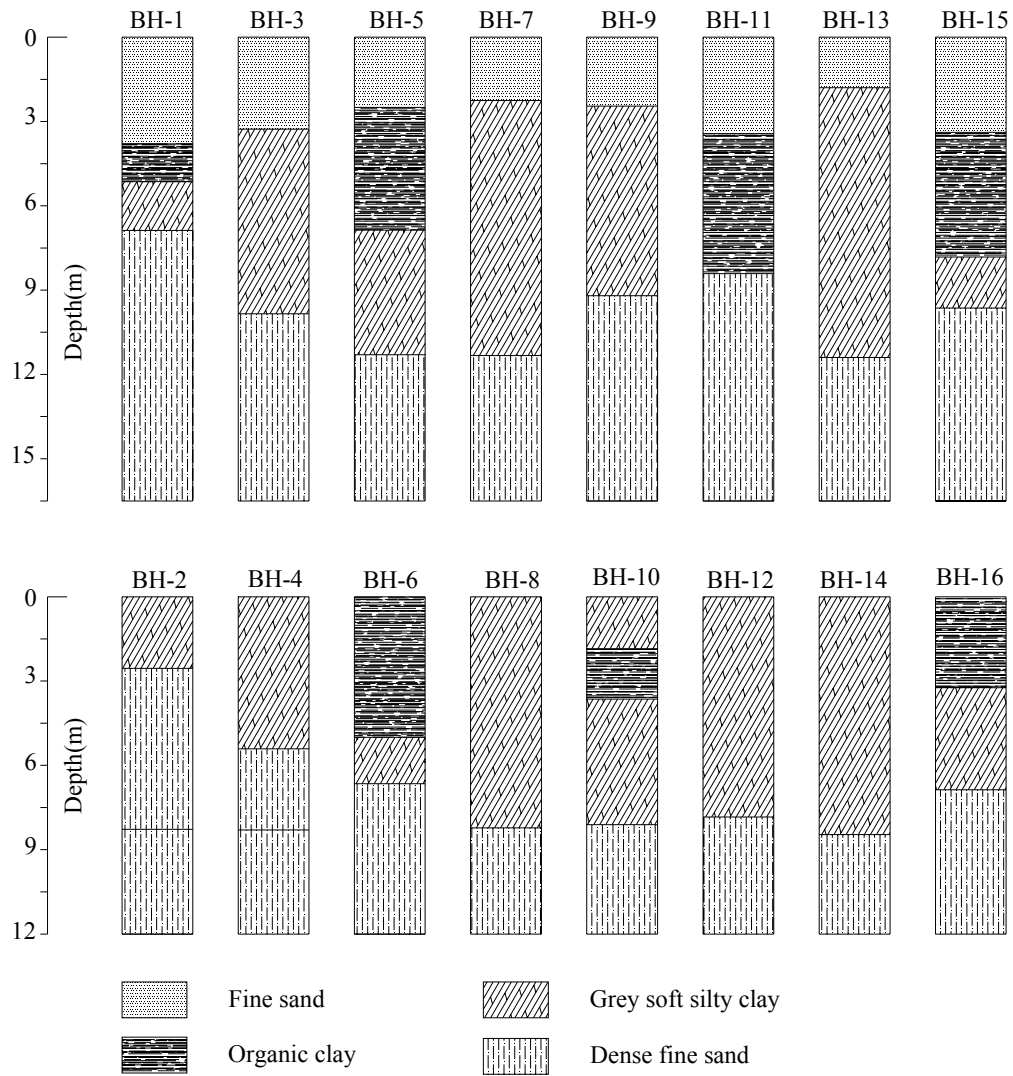 BH-1 BH-3 BH-5 BH-7 BH-9 BH-11 BH-13 BH-15
0
3
6
9
12
15
Depth(m)
BH-2 BH-4 BH-6 BH-8 BH-10 BH-12 BH-14 BH-16
0
3
6
9
12
Depth(m)
Fine sand
Grey soft silty clay
Organic clay
Dense fine sand